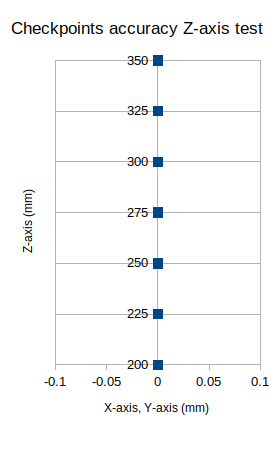 Checkpoints accuracy Z-axis test
350
325
300
275
250
225
200
Z-axis (mm)
-0.1 -0.05 0 0.05 0.1
X-axis, Y-axis (mm)